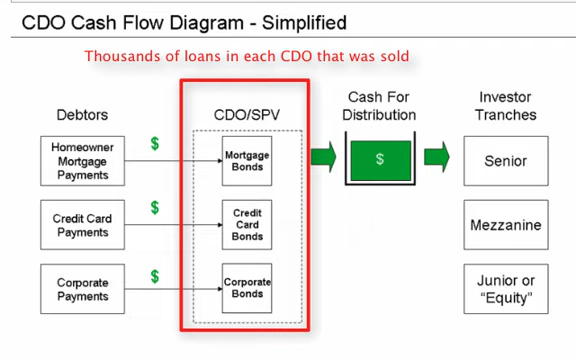 CDO Cash Flow Diagram - Simplified
Thousands of loans in each CDO that was sold
Debtors
CDO/SPV
Cash For
Distribution
Investor
Tranches
Homeowner
Mortgage
Payments
$
Mortgage
Bonds
$
Senior
Credit Card
Payments
$
Credit
Card
Bonds
Mezzanine
Corporate
Payments
$
Corporate
Bonds
Junior or
“Equity”